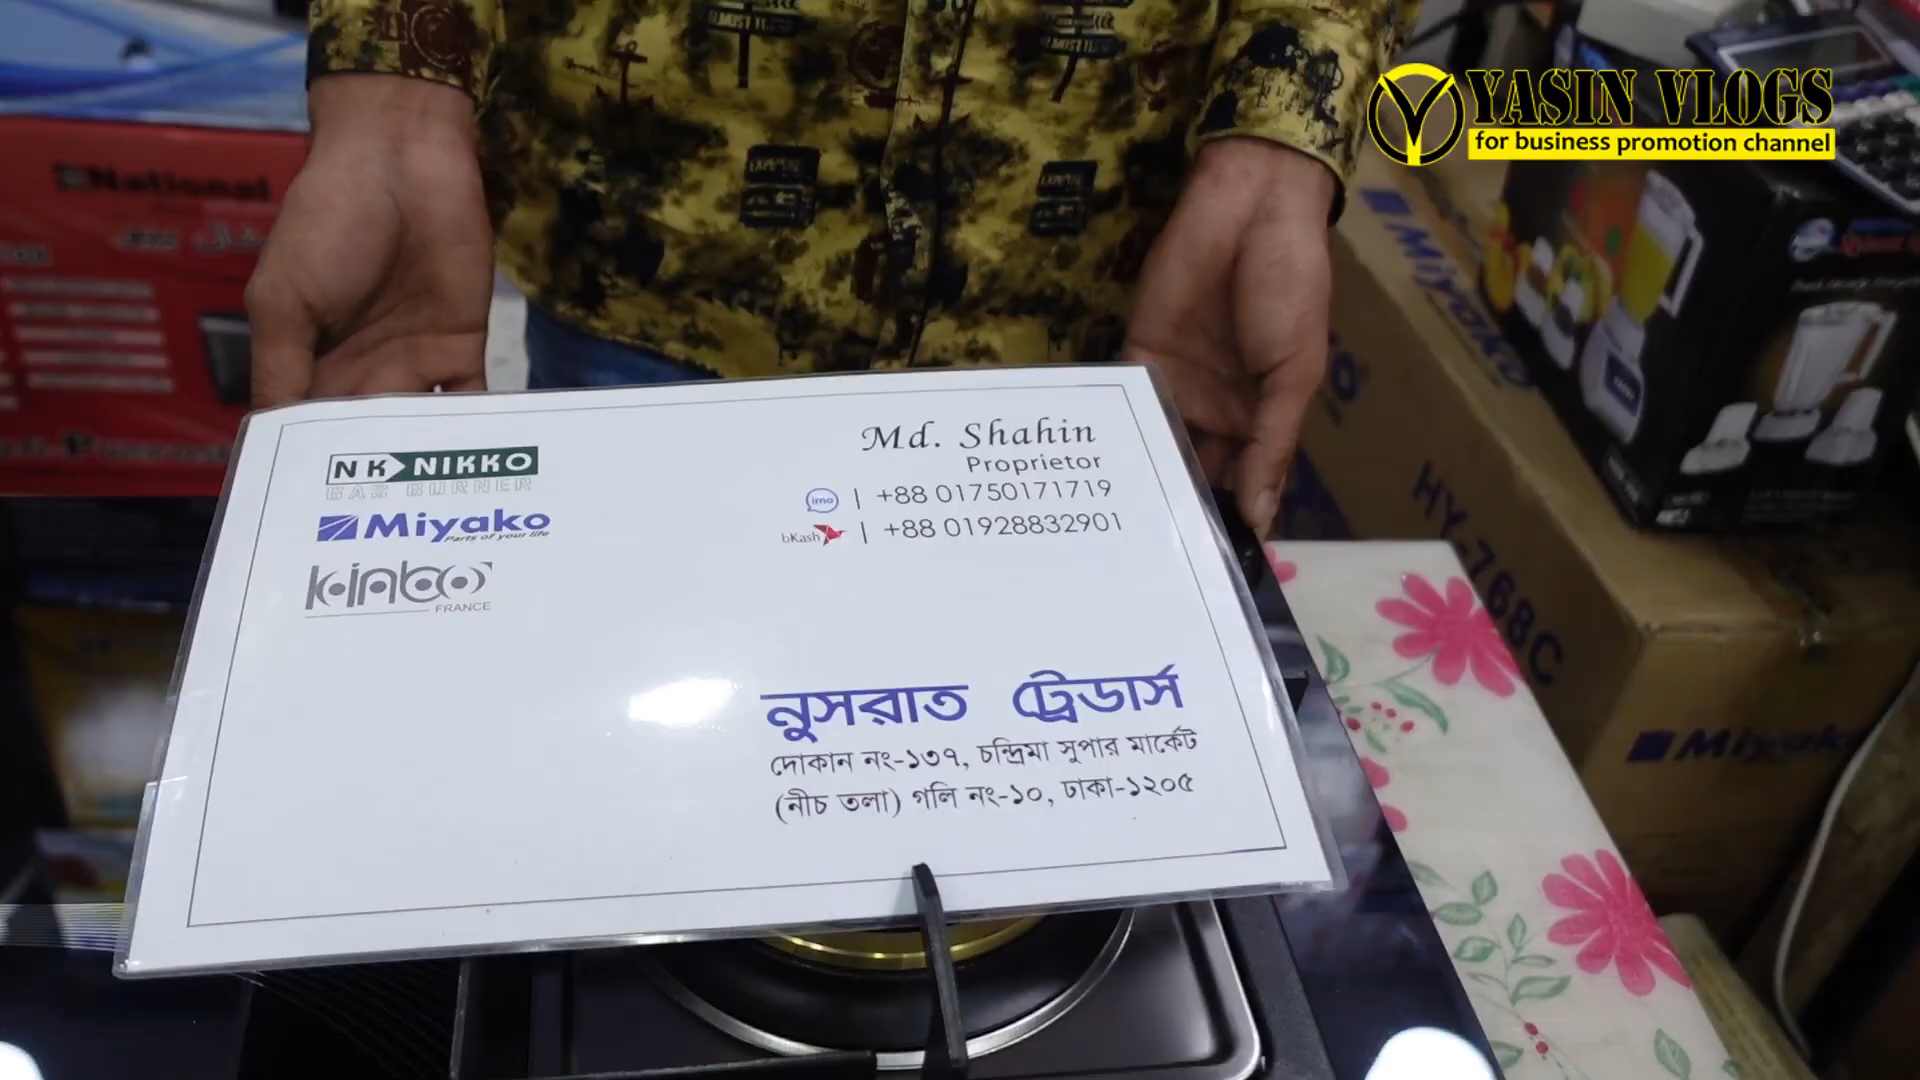 YASIN VLOGS
for business promotion channel
National
Miyako
NK NIKKO
GAS BURNER
Miyako
Parts of your life
kinbo
FRANCE
Md. Shahin
Proprietor
imo | +88 01750171719
bKash | +88 01928832901
নুসরাত ট্রেডার্স
দোকান নং-১৩৭, চন্দ্রিমা সুপার মার্কেট
(নীচ তলা) গলি নং-১০, ঢাকা-১২০৫
HY-768C
Miyako